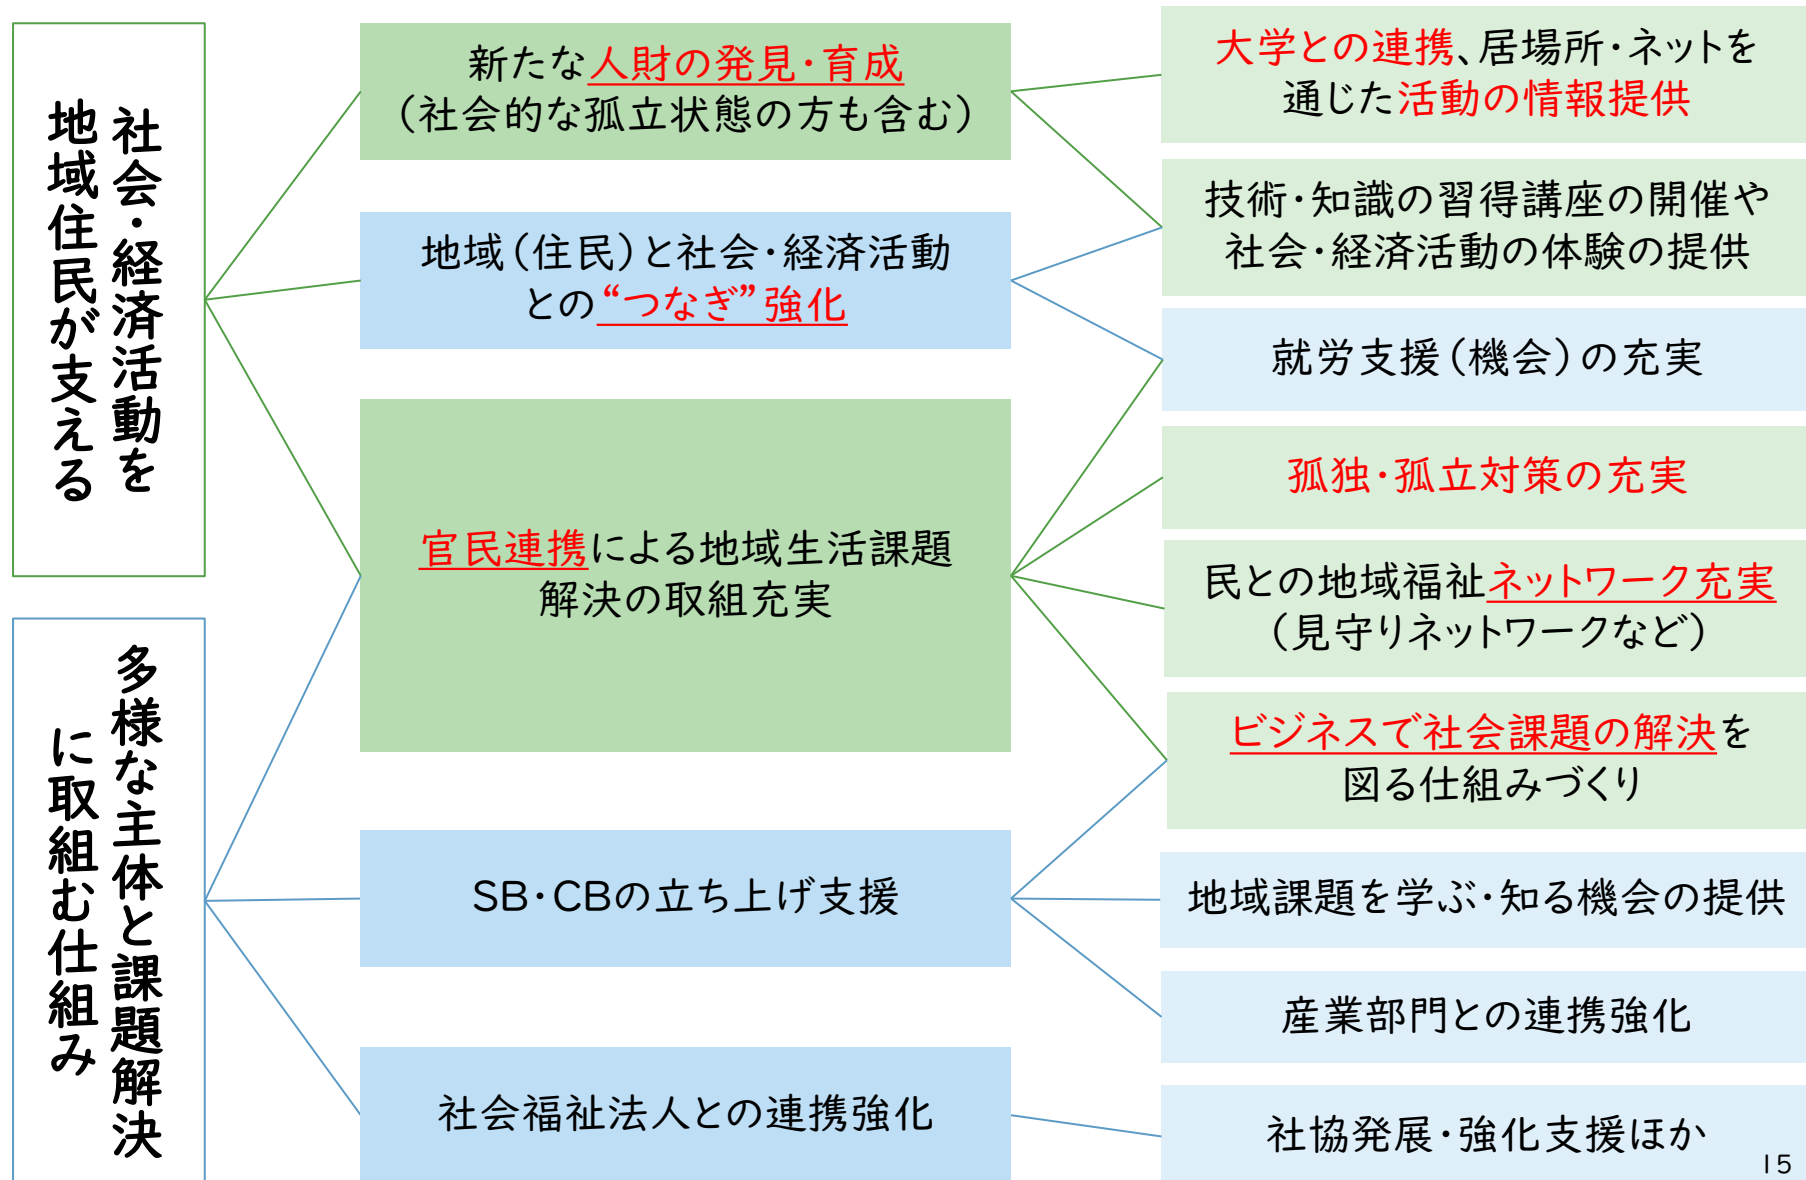 社会・経済活動を
地域住民が支える
多様な主体と課題解決
に取組む仕組み
新たな人財の発見・育成
（社会的な孤立状態の方も含む）
地域（住民）と社会・経済活動
との“つなぎ”強化
官民連携による地域生活課題
解決の取組充実
SB・CBの立ち上げ支援
社会福祉法人との連携強化
大学との連携、居場所・ネットを
通じた活動の情報提供
技術・知識の習得講座の開催や
社会・経済活動の体験の提供
就労支援（機会）の充実
孤独・孤立対策の充実
民との地域福祉ネットワーク充実
（見守りネットワークなど）
ビジネスで社会課題の解決を
図る仕組みづくり
地域課題を学ぶ・知る機会の提供
産業部門との連携強化
社協発展・強化支援ほか
15